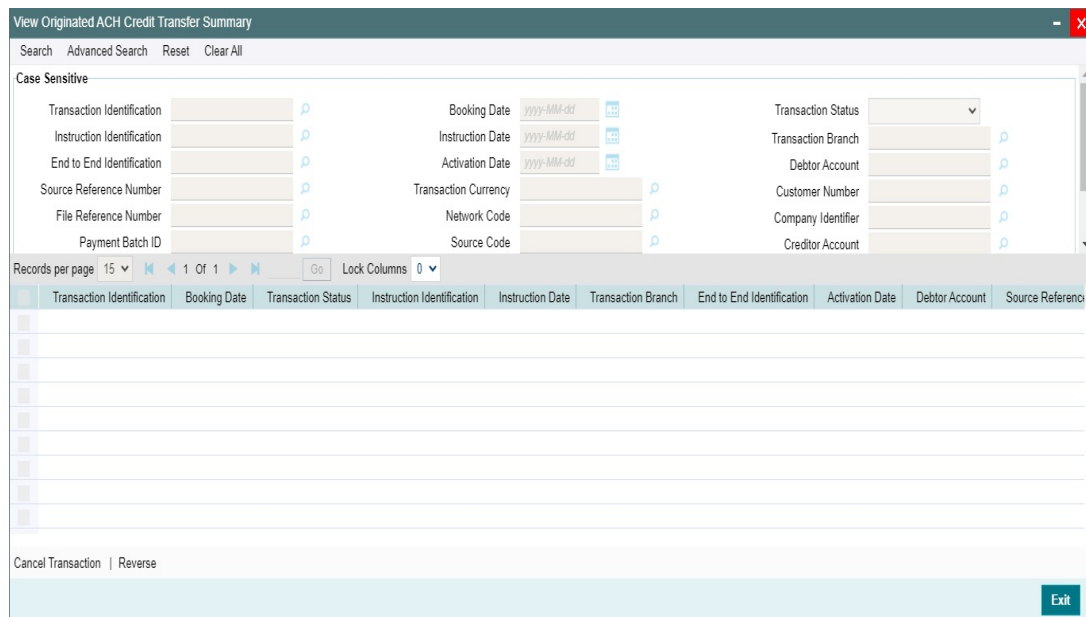 View Originated ACH Credit Transfer Summary - X
Search Advanced Search Reset Clear All
Case Sensitive
Transaction Identification Booking Date yyyy-MM-dd Transaction Status
Instruction Identification Instruction Date yyyy-MM-dd Transaction Branch
End to End Identification Activation Date yyyy-MM-dd Debtor Account
Source Reference Number Transaction Currency Customer Number
File Reference Number Network Code Company Identifier
Payment Batch ID Source Code Creditor Account
Records per page 15 1 Of 1 Go Lock Columns 0
Transaction Identification Booking Date Transaction Status Instruction Identification Instruction Date Transaction Branch End to End Identification Activation Date Debtor Account Source Reference
Cancel Transaction | Reverse
Exit